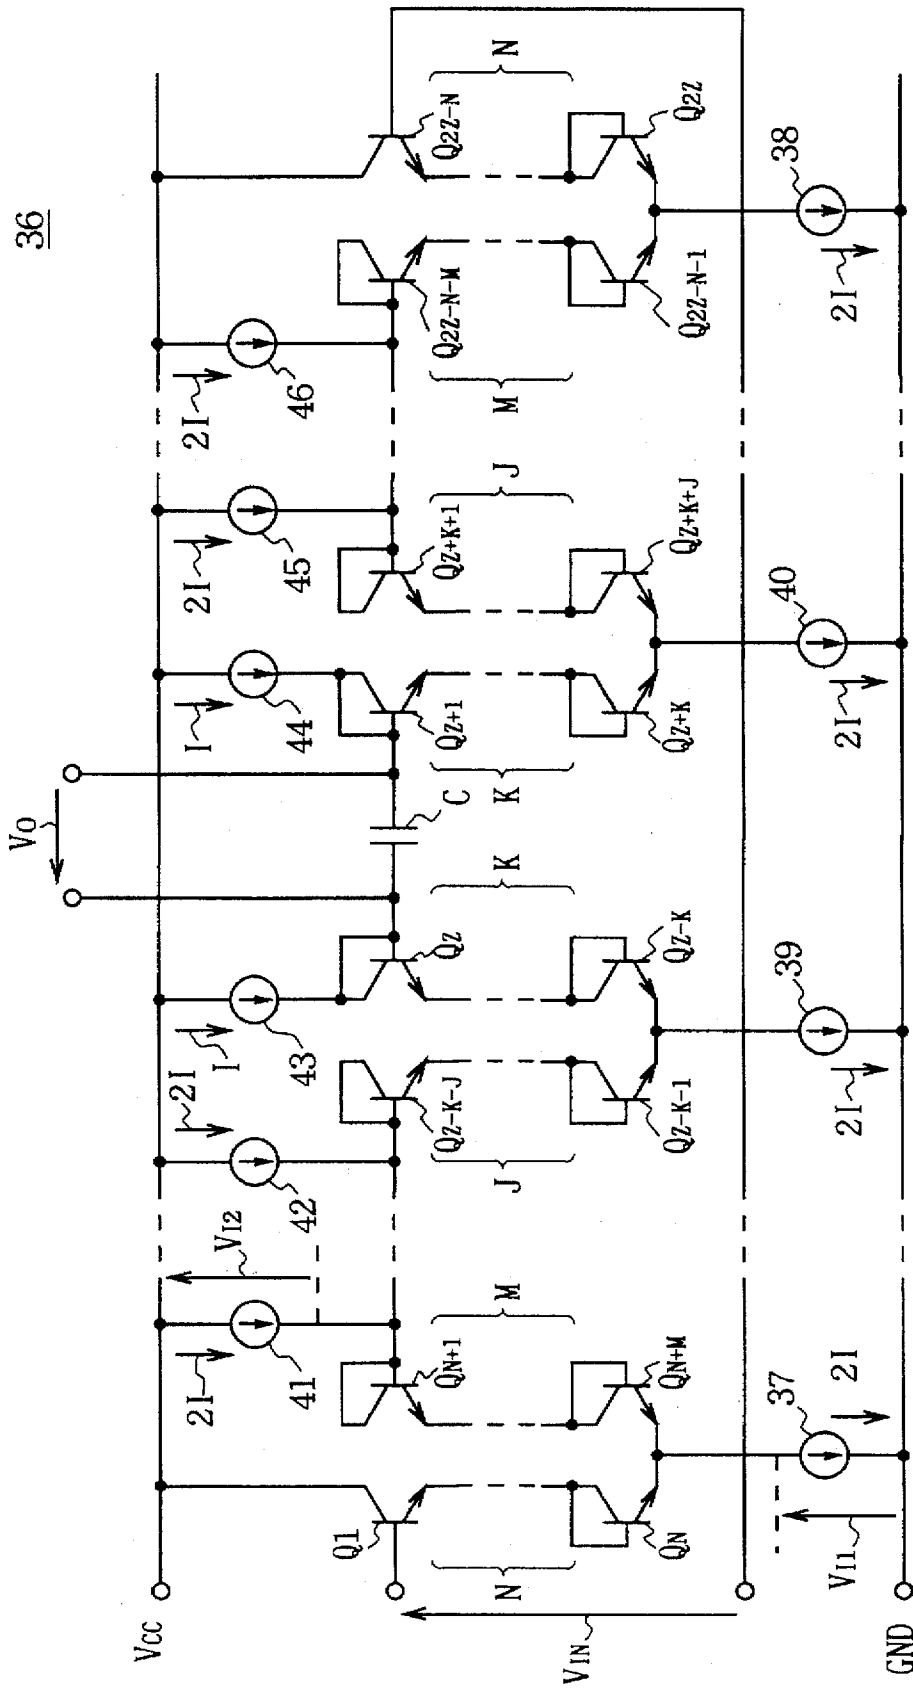 36
VO
VCC
2I
41
VI2
2I
42
I
43
I
44
2I
45
2I
46
Q1
QN+1
QZ-K-J
QZ
C
QZ+1
QZ+K+1
Q2Z-N-M
Q2Z-N
N
M
J
K
K
J
M
N
QN
QN+M
QZ-K-1
QZ-K
QZ+K
QZ+K+J
Q2Z-N-1
Q2Z
VIN
VI1
37
2I
39
2I
40
2I
38
2I
GND